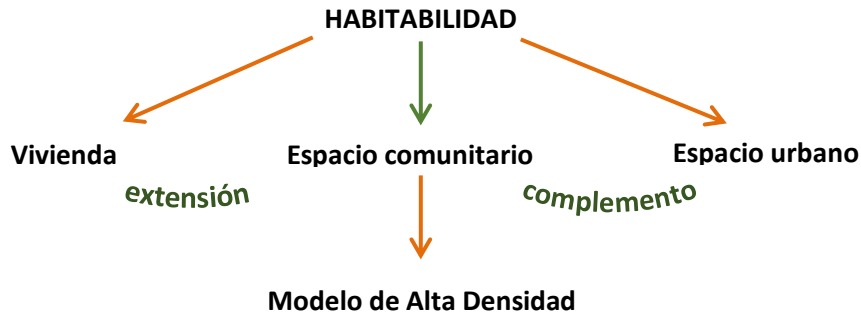 HABITABILIDAD
Vivienda
Espacio comunitario
Espacio urbano
extensión
complemento
Modelo de Alta Densidad